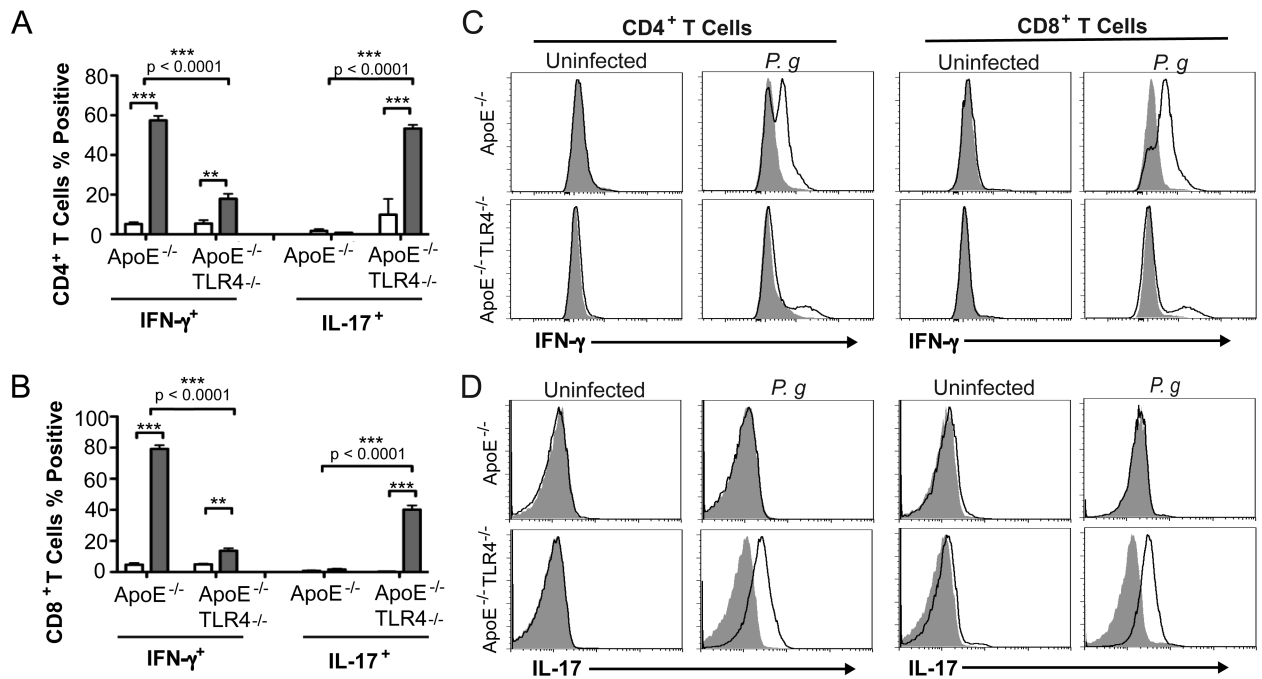 A
CD4⁺ T Cells % Positive
80
60
40
20
0
***
p < 0.0001
***
**
***
p < 0.0001
***
ApoE⁻/⁻
ApoE⁻/⁻
TLR4-/-
ApoE⁻/⁻
ApoE⁻/⁻
TLR4-/-
IFN-γ⁺
IL-17⁺
B
CD8⁺ T Cells % Positive
100
80
60
40
20
0
***
p < 0.0001
***
**
***
p < 0.0001
***
ApoE⁻/⁻
ApoE⁻/⁻
TLR4-/-
ApoE⁻/⁻
ApoE⁻/⁻
TLR4-/-
IFN-γ⁺
IL-17⁺
C
CD4⁺ T Cells
CD8⁺ T Cells
Uninfected
P. g
Uninfected
P. g
ApoE⁻/⁻
ApoE⁻/⁻TLR4⁻/⁻
IFN-γ
IFN-γ
D
Uninfected
P. g
Uninfected
P. g
ApoE⁻/⁻
ApoE⁻/⁻TLR4⁻/⁻
IL-17
IL-17